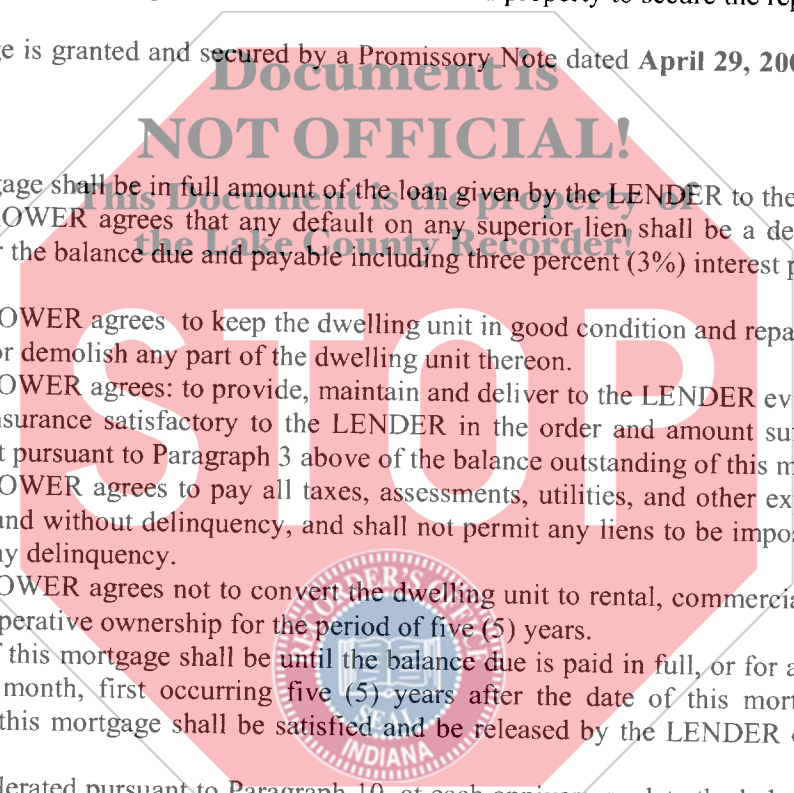 property to secure the rep
e is granted and secured by a Promissory Note dated April 29, 200
Document is
NOT OFFICIAL!
gage shall be in full amount of the loan given by the LENDER to the
This Document is the property of
OWER agrees that any default on any superior lien shall be a de
the Lake County Recorder!
the balance due and payable including three percent (3%) interest p
OWER agrees to keep the dwelling unit in good condition and repa
or demolish any part of the dwelling unit thereon.
STOP
OWER agrees: to provide, maintain and deliver to the LENDER ev
nsurance satisfactory to the LENDER in the order and amount su
t pursuant to Paragraph 3 above of the balance outstanding of this m
OWER agrees to pay all taxes, assessments, utilities, and other ex
and without delinquency, and shall not permit any liens to be impos
ny delinquency.
OWER agrees not to convert the dwelling unit to rental, commercia
perative ownership for the period of five (5) years.
f this mortgage shall be until the balance due is paid in full, or for a
month, first occurring five (5) years after the date of this mort
this mortgage shall be satisfied and be released by the LENDER
RECORDER'S OFFICE
SEAL
INDIANA
lerated pursuant to Paragraph 10, at each